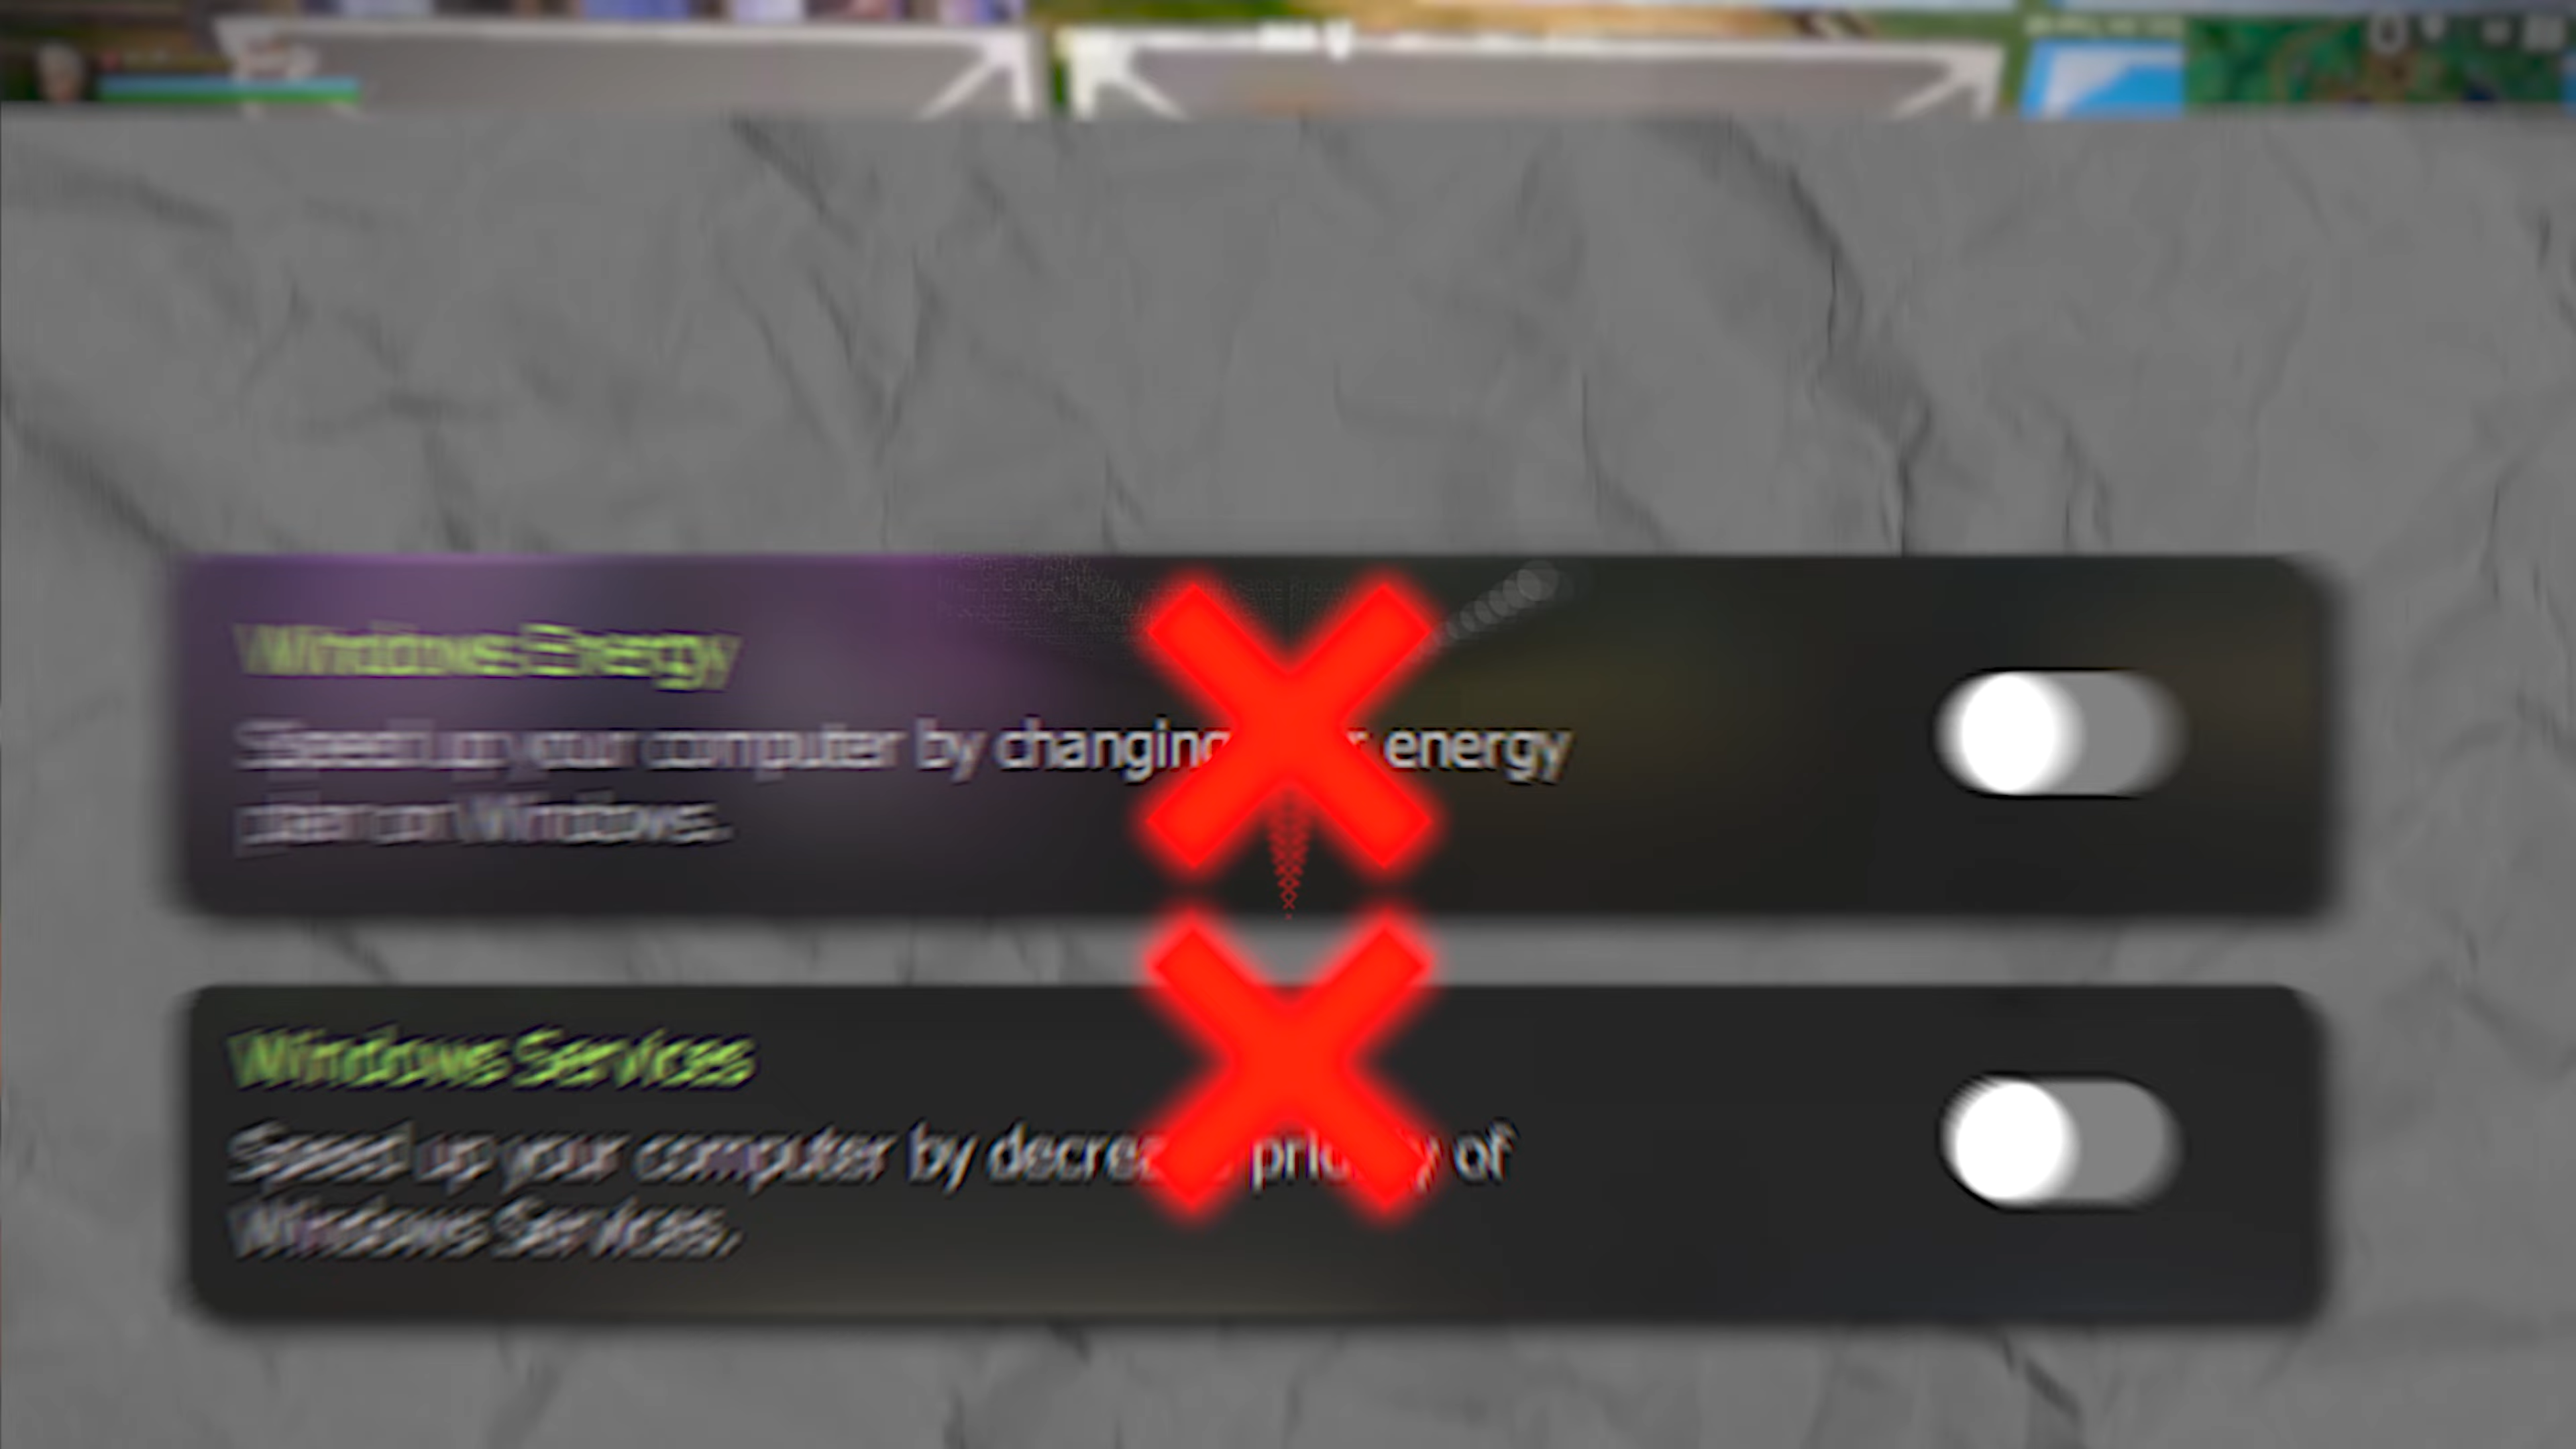 Windows Energy
Speed up your computer by changing energy
plan on Windows.
Windows Services
Speed up your computer by of
Windows Services.